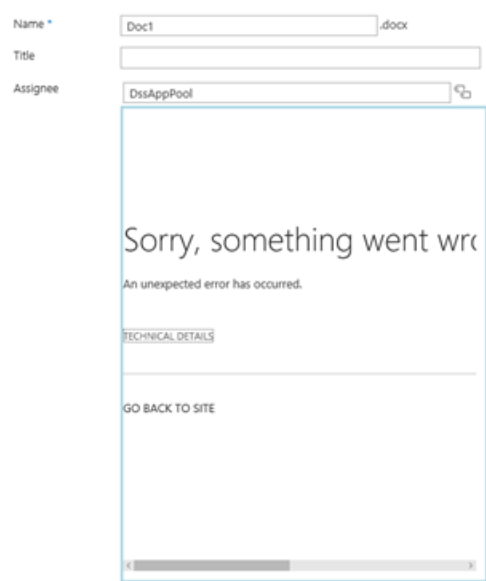 Name * Doc1 .docx
Title
Assignee DssAppPool
Sorry, something went wro
An unexpected error has occurred.
TECHNICAL DETAILS
GO BACK TO SITE